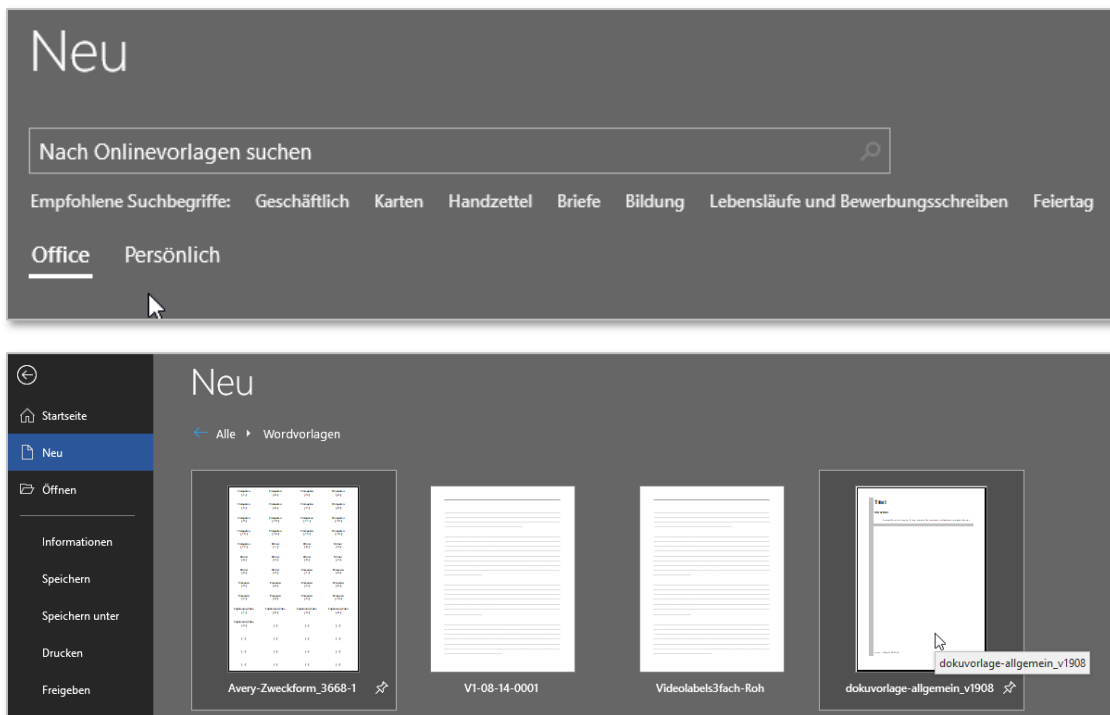 Neu
Nach Onlinevorlagen suchen
Empfohlene Suchbegriffe: Geschäftlich Karten Handzettel Briefe Bildung Lebensläufe und Bewerbungsschreiben Feiertag
Office Persönlich
Neu
Startseite
Alle Wordvorlagen
Neu
Öffnen
Informationen
Speichern
Speichern unter
Drucken
Freigeben
Titel
dokuvorlage-allgemein_v1908
Avery-Zweckform_3668-1 V1-08-14-0001 Videolabels3fach-Roh dokuvorlage-allgemein_v1908